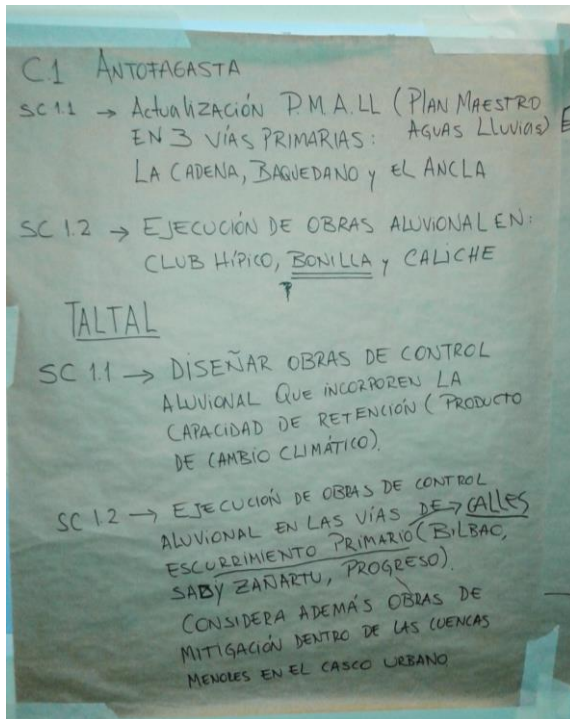 C.1 ANTOFAGASTA
SC 1.1 → Actualización P.M.A.LL (PLAN MAESTRO
EN 3 VÍAS PRIMARIAS: AGUAS LLUVIAS)
LA CADENA, BAQUEDANO y EL ANCLA
SC 1.2 → EJECUCIÓN DE OBRAS ALUVIONAL EN:
CLUB HÍPICO, BONILLA y CALICHE
TALTAL
SC 1.1 → DISEÑAR OBRAS DE CONTROL
ALUVIONAL QUE INCORPOREN LA
CAPACIDAD DE RETENCIÓN (PRODUCTO
DE CAMBIO CLIMÁTICO).
SC 1.2 → EJECUCIÓN DE OBRAS DE CONTROL
ALUVIONAL EN LAS VÍAS DE → CALLES
ESCURRIMIENTO PRIMARIO (BILBAO,
SADY ZAÑARTU, PROGRESO).
CONSIDERA ADEMÁS OBRAS DE
MITIGACIÓN DENTRO DE LAS CUENCAS
MENORES EN EL CASCO URBANO